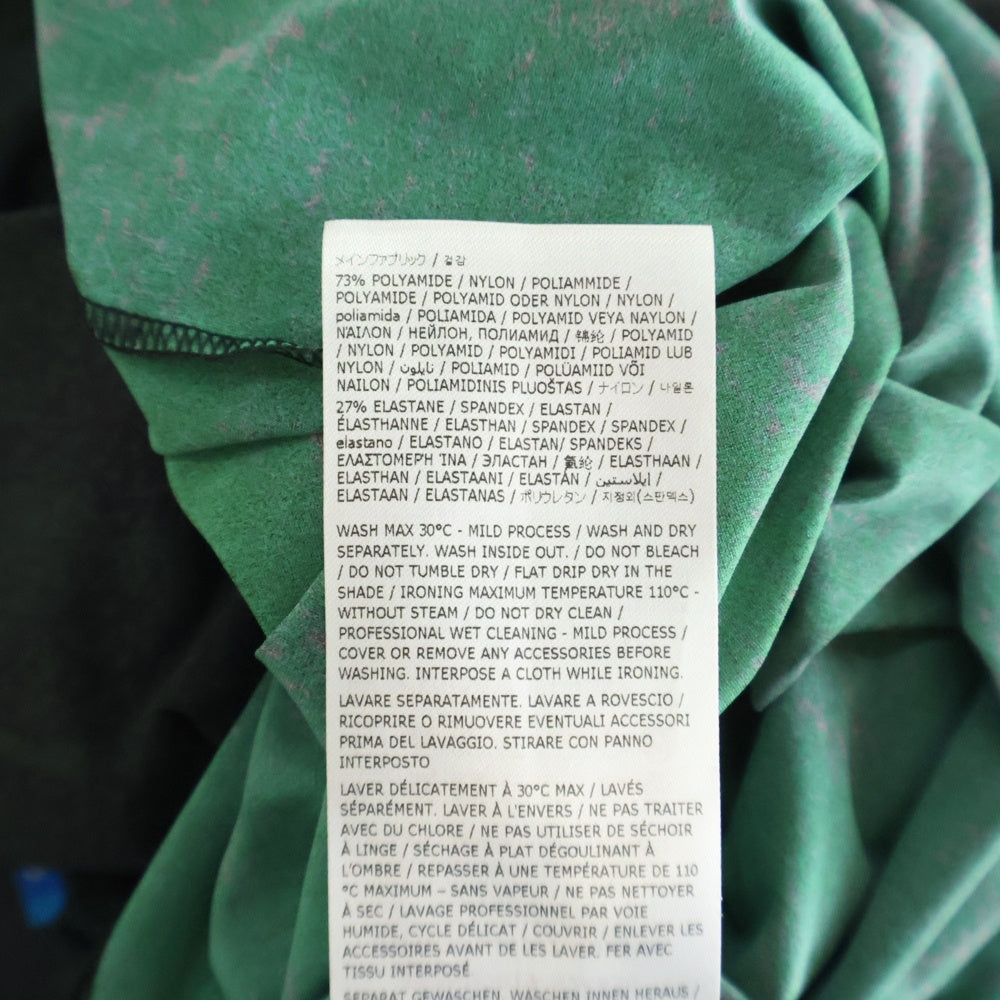 メインファブリック / 겉감
73% POLYAMIDE / NYLON / POLIAMMIDE /
POLYAMIDE / POLYAMID ODER NYLON / NYLON /
poliamida / POLIAMIDA / POLYAMID VEYA NAYLON /
ΝΑΙΛΟΝ / НЕЙЛОН, ПОЛИАМИД / 锦纶 / POLYAMID
/ NYLON / POLYAMID / POLYAMIDI / POLIAMID LUB
NYLON / نايلون / POLIAMID / POLÜAMIID VÕI
NAILON / POLIAMIDINIS PLUOŠTAS / ナイロン / 나일론
27% ELASTANE / SPANDEX / ELASTAN /
ÉLASTHANNE / ELASTHAN / SPANDEX / SPANDEX /
elastano / ELASTANO / ELASTAN/ SPANDEKS /
ΕΛΑΣΤΟΜΕΡΉ ΊΝΑ / ЭЛАСТАН / 氨纶 / ELASTHAAN /
ELASTHAN / ELASTAANI / ELASTÁN / إيلاستين /
ELASTAAN / ELASTANAS / ポリウレタン / 지정외(스판덱스)
WASH MAX 30°C - MILD PROCESS / WASH AND DRY
SEPARATELY. WASH INSIDE OUT. / DO NOT BLEACH
/ DO NOT TUMBLE DRY / FLAT DRIP DRY IN THE
SHADE / IRONING MAXIMUM TEMPERATURE 110°C -
WITHOUT STEAM / DO NOT DRY CLEAN /
PROFESSIONAL WET CLEANING - MILD PROCESS /
COVER OR REMOVE ANY ACCESSORIES BEFORE
WASHING. INTERPOSE A CLOTH WHILE IRONING.
LAVARE SEPARATAMENTE. LAVARE A ROVESCIO /
RICOPRIRE O RIMUOVERE EVENTUALI ACCESSORI
PRIMA DEL LAVAGGIO. STIRARE CON PANNO
INTERPOSTO
LAVER DÉLICATEMENT À 30°C MAX / LAVÉS
SÉPARÉMENT. LAVER À L'ENVERS / NE PAS TRAITER
AVEC DU CHLORE / NE PAS UTILISER DE SÉCHOIR
À LINGE / SÉCHAGE À PLAT DÉGOULINANT À
L'OMBRE / REPASSER À UNE TEMPÉRATURE DE 110
°C MAXIMUM – SANS VAPEUR / NE PAS NETTOYER
À SEC / LAVAGE PROFESSIONNEL PAR VOIE
HUMIDE, CYCLE DÉLICAT / COUVRIR / ENLEVER LES
ACCESSOIRES AVANT DE LES LAVER, FER AVEC
TISSU INTERPOSÉ
SEPARAT GEWASCHEN. WASCHEN INNEN HERAUS /